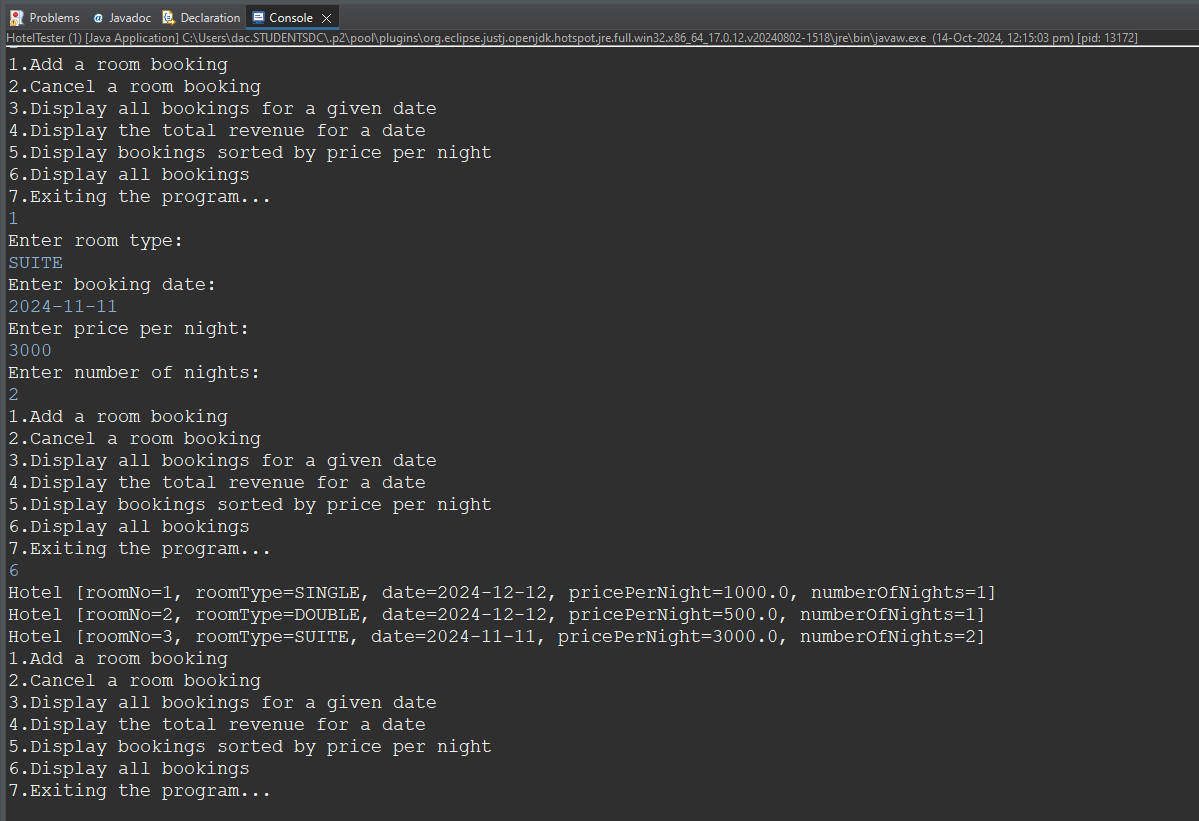 Problems @ Javadoc Declaration Console
HotelTester (1) [Java Application] C:\Users\dac.STUDENTSDC\.p2\pool\plugins\org.eclipse.justj.openjdk.hotspot.jre.full.win32.x86_64_17.0.12.v20240802-1518\jre\bin\javaw.exe (14-Oct-2024, 12:15:03 pm) [pid: 13172]
1.Add a room booking
2.Cancel a room booking
3.Display all bookings for a given date
4.Display the total revenue for a date
5.Display bookings sorted by price per night
6.Display all bookings
7.Exiting the program...
1
Enter room type:
SUITE
Enter booking date:
2024-11-11
Enter price per night:
3000
Enter number of nights:
2
1.Add a room booking
2.Cancel a room booking
3.Display all bookings for a given date
4.Display the total revenue for a date
5.Display bookings sorted by price per night
6.Display all bookings
7.Exiting the program...
6
Hotel [roomNo=1, roomType=SINGLE, date=2024-12-12, pricePerNight=1000.0, numberOfNights=1]
Hotel [roomNo=2, roomType=DOUBLE, date=2024-12-12, pricePerNight=500.0, numberOfNights=1]
Hotel [roomNo=3, roomType=SUITE, date=2024-11-11, pricePerNight=3000.0, numberOfNights=2]
1.Add a room booking
2.Cancel a room booking
3.Display all bookings for a given date
4.Display the total revenue for a date
5.Display bookings sorted by price per night
6.Display all bookings
7.Exiting the program...